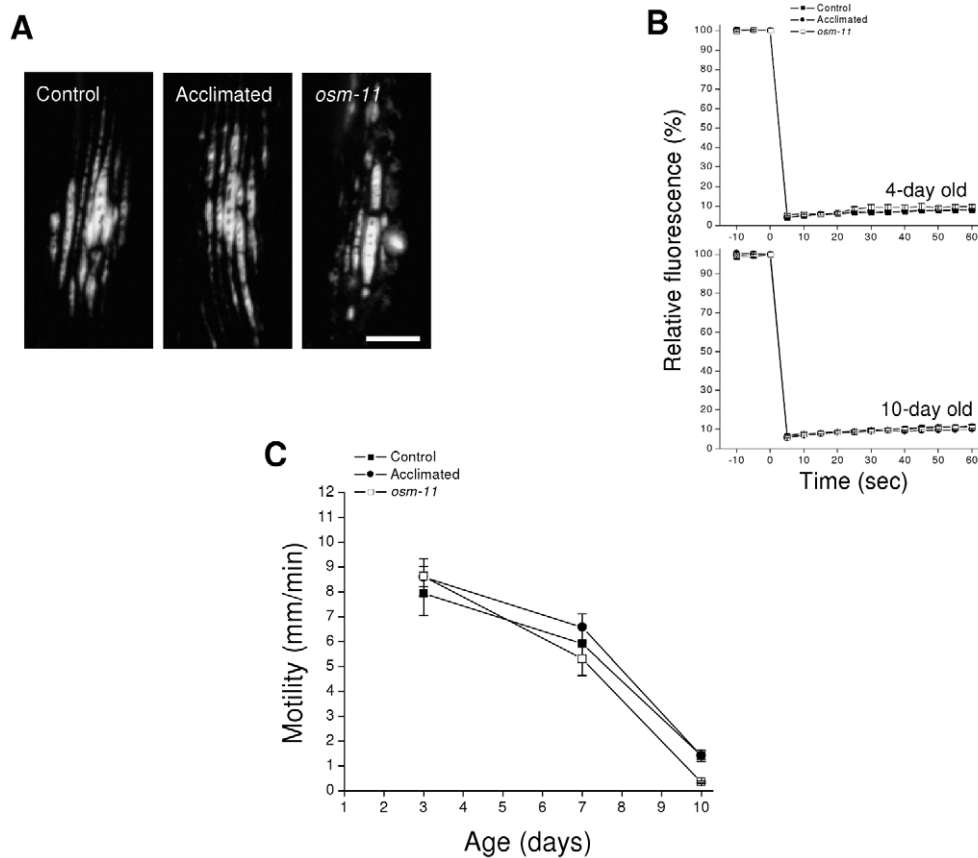 A
Control
Acclimated
osm-11
B
Control
Acclimated
osm-11
100
90
80
70
60
50
40
30
20
10
0
4-day old
-10 0 10 20 30 40 50 60
Relative fluorescence (%)
100
90
80
70
60
50
40
30
20
10
0
10-day old
-10 0 10 20 30 40 50 60
Time (sec)
C
Control
Acclimated
osm-11
Motility (mm/min)
12
11
10
9
8
7
6
5
4
3
2
1
0
1 2 3 4 5 6 7 8 9 10
Age (days)